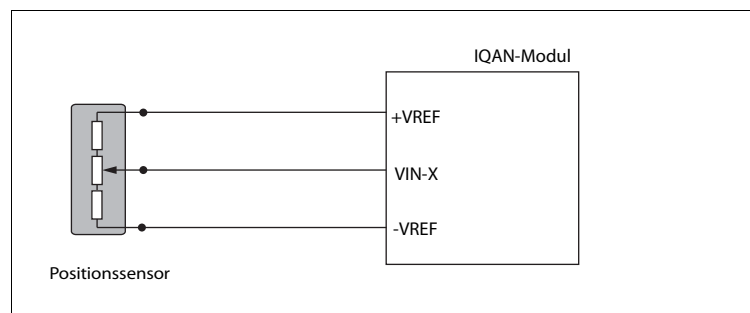 IQAN-Modul
+VREF
VIN-X
-VREF
Positionssensor